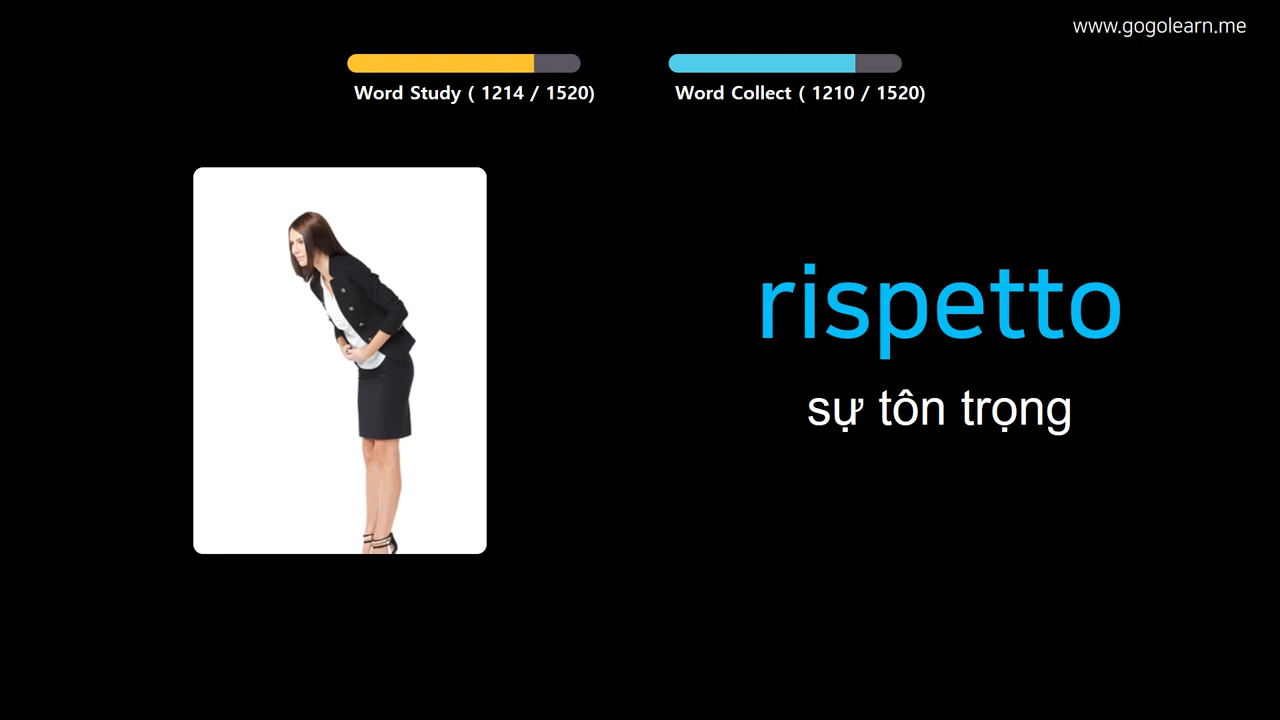 www.gogolearn.me
Word Study ( 1214 / 1520)
Word Collect ( 1210 / 1520)
rispetto
sự tôn trọng